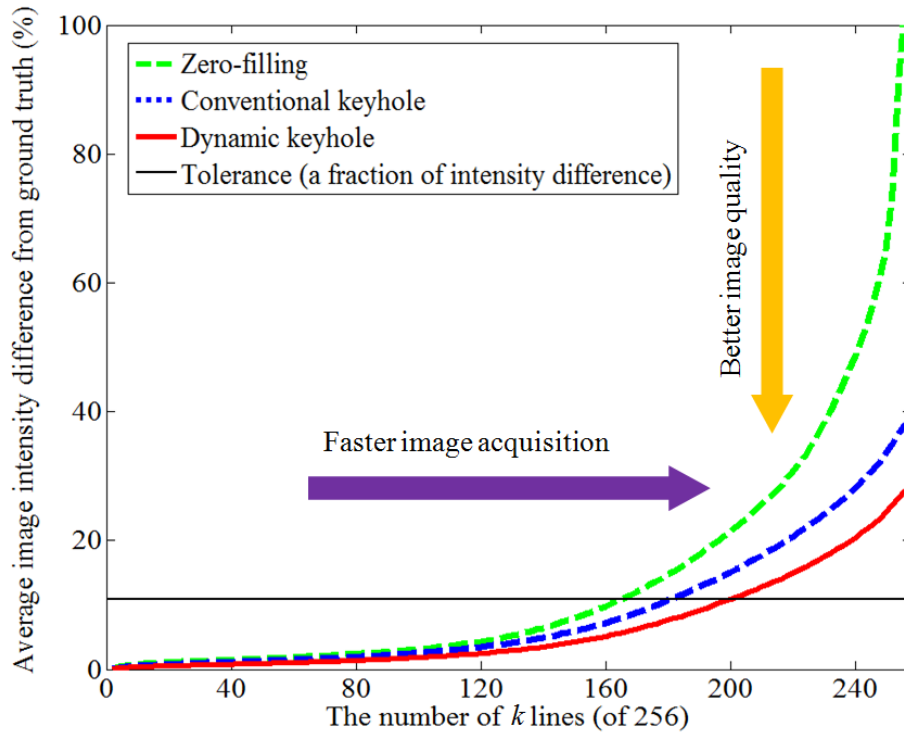 Average image intensity difference from ground truth (%)
100
80
60
40
20
0
Zero-filling
Conventional keyhole
Dynamic keyhole
Tolerance (a fraction of intensity difference)
Better image quality
Faster image acquisition
0 40 80 120 160 200 240
The number of k lines (of 256)